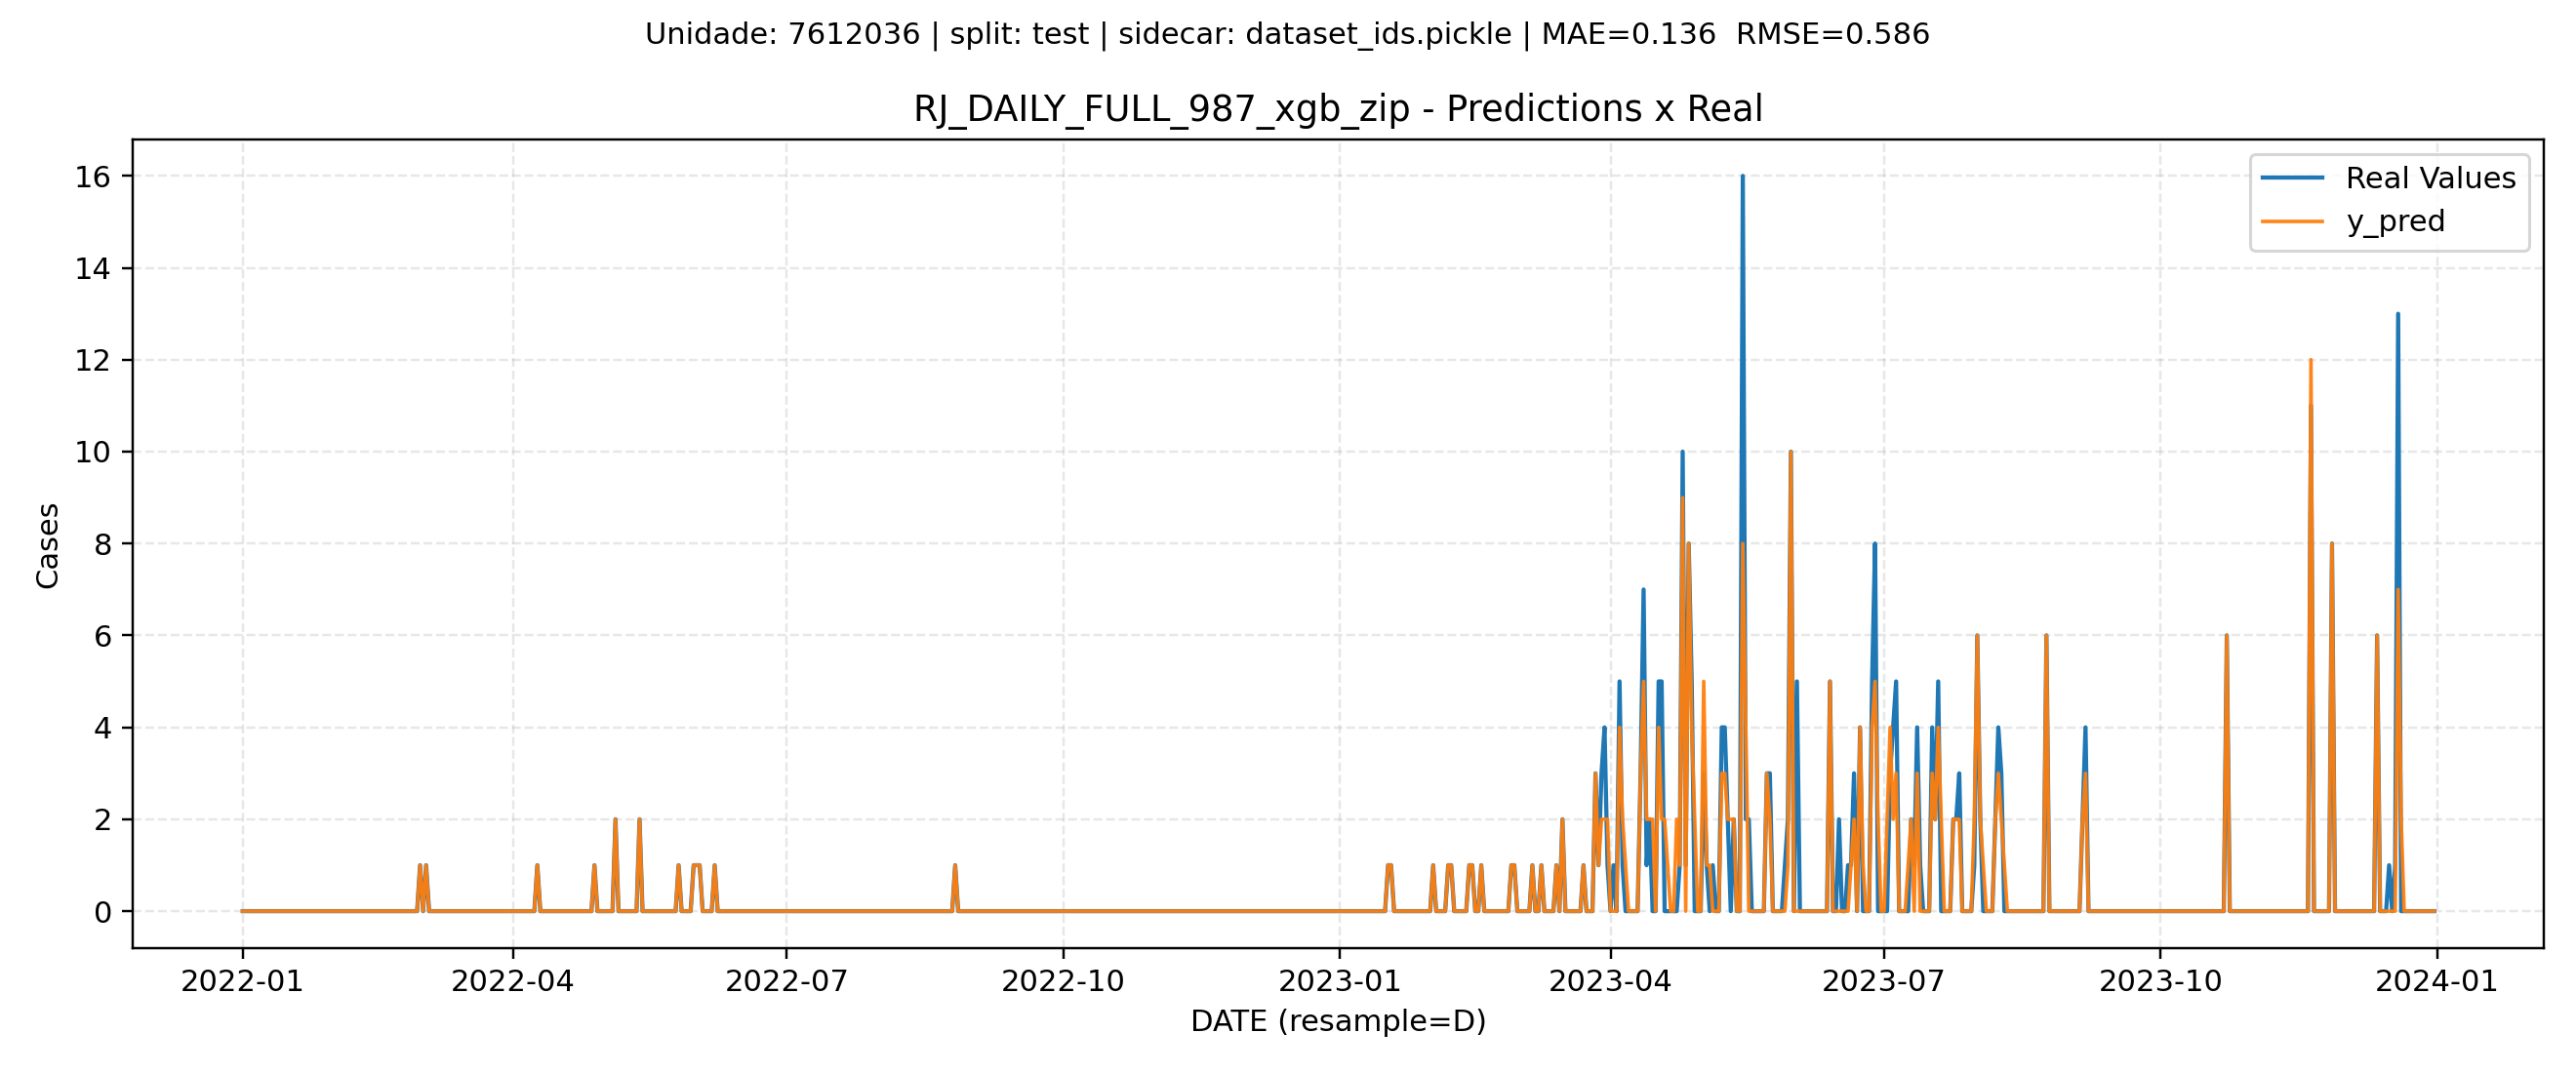 Unidade: 7612036 | split: test | sidecar: dataset_ids.pickle | MAE=0.136  RMSE=0.586
RJ_DAILY_FULL_987_xgb_zip - Predictions x Real
Real Values
y_pred
16
14
12
10
8
6
4
2
0
Cases
2022-01 2022-04 2022-07 2022-10 2023-01 2023-04 2023-07 2023-10 2024-01
DATE (resample=D)